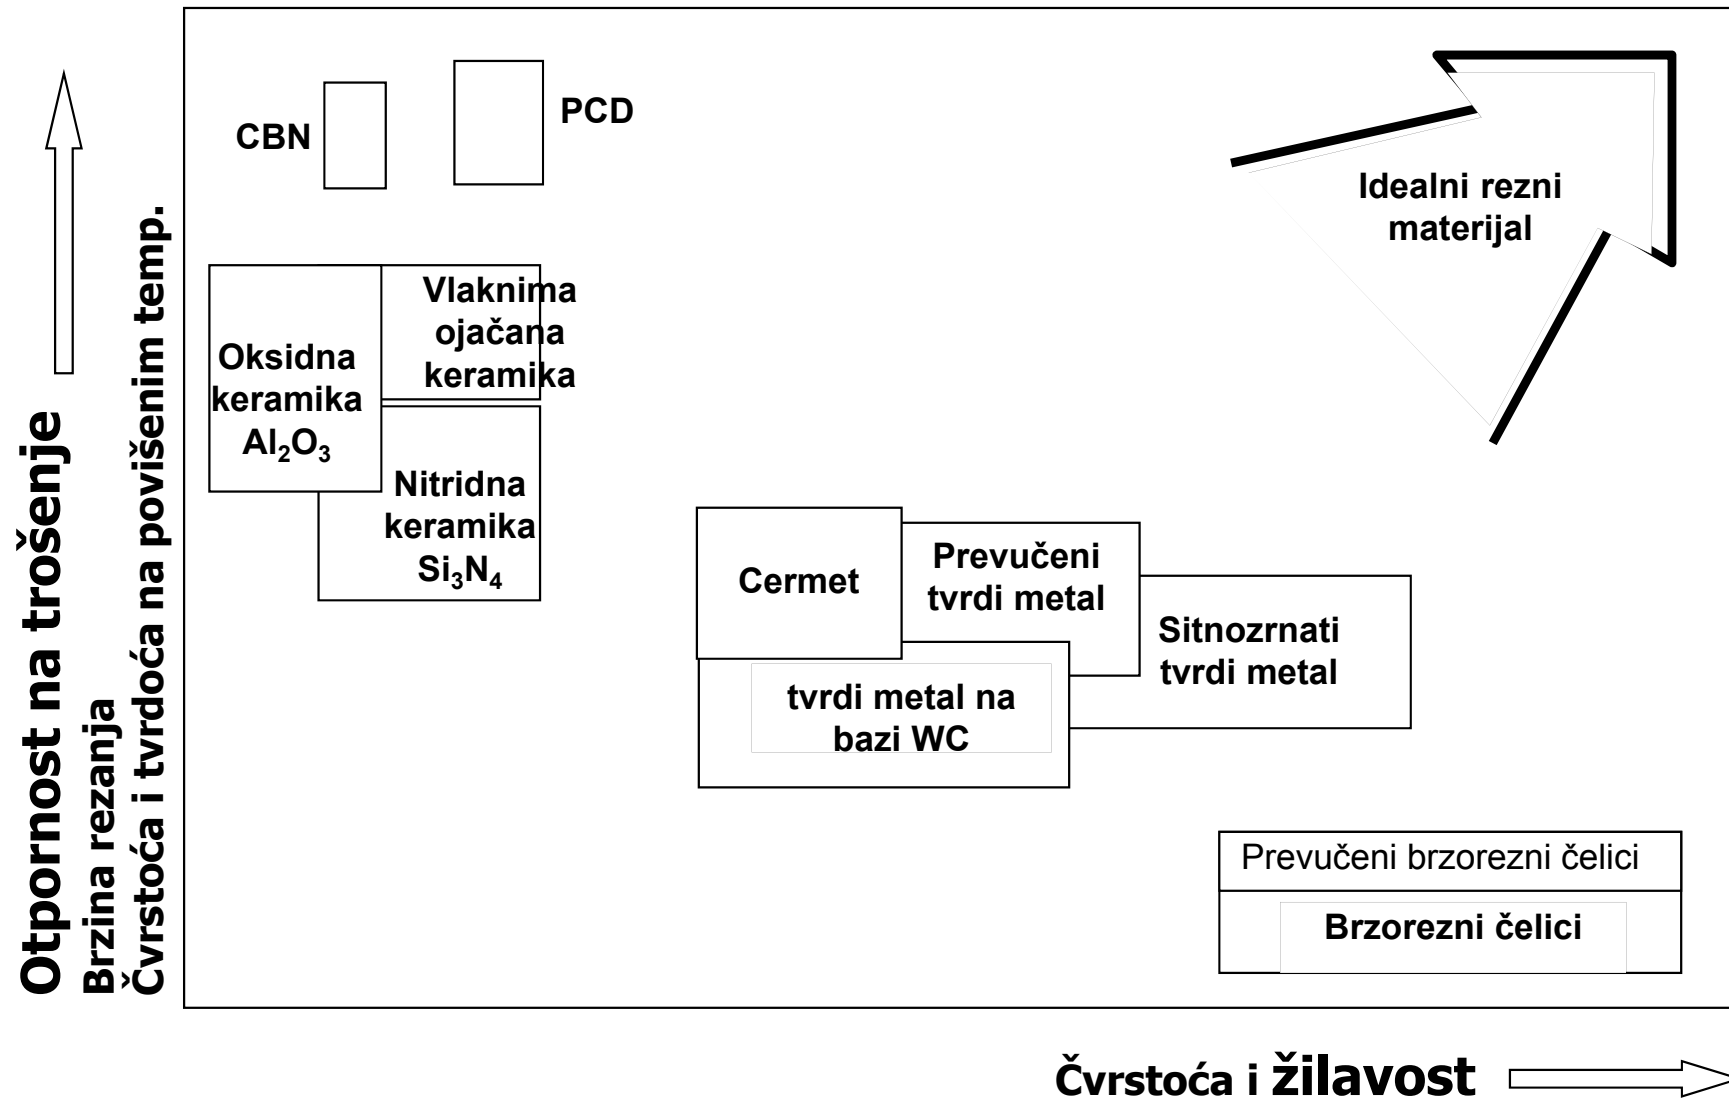 Otpornost na trošenje
Brzina rezanja
Čvrstoća i tvrdoća na povišenim temp.
CBN
PCD
Idealni rezni
materijal
Vlaknima
ojačana
keramika
Oksidna
keramika
Al₂O₃
Nitridna
keramika
Si₃N₄
Cermet
Prevučeni
tvrdi metal
Sitnozrnati
tvrdi metal
tvrdi metal na
bazi WC
Prevučeni brzorezni čelici
Brzorezni čelici
Čvrstoća i žilavost